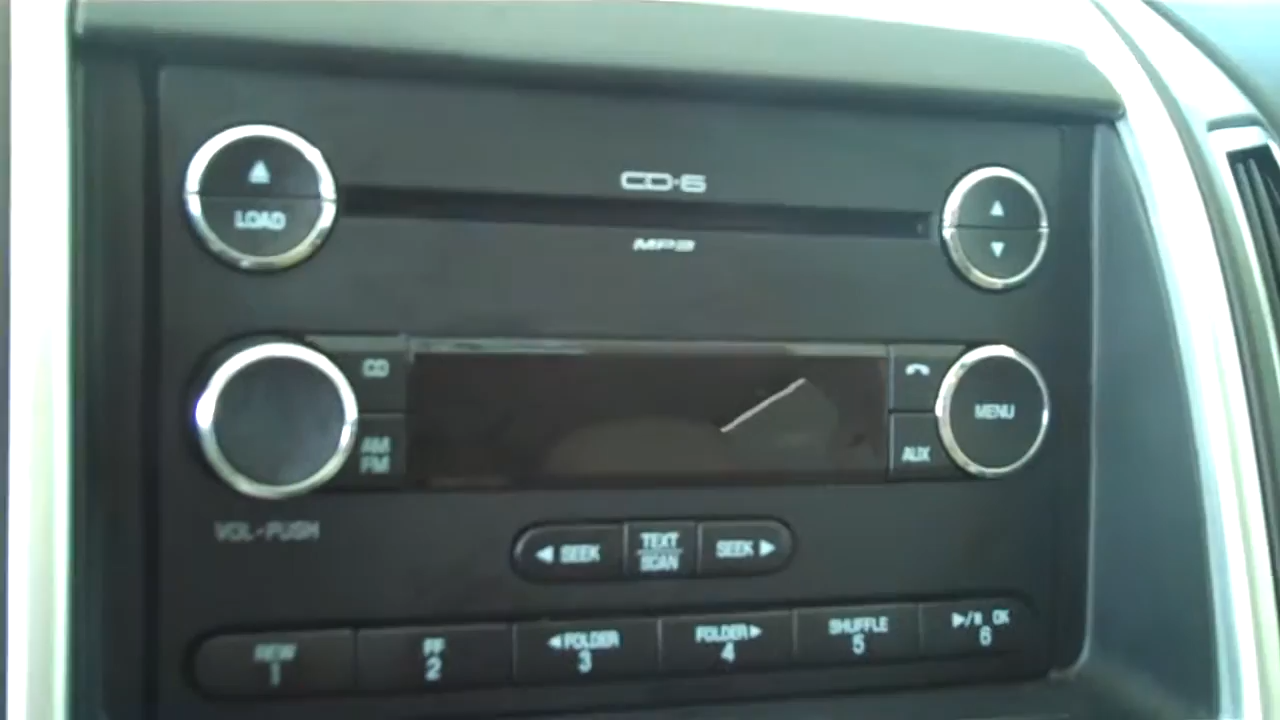 CD-6
LOAD
MP3
CD
MENU
AM
FM
AUX
VOL-PUSH
SEEK
TEXT
SCAN
SEEK
REW
1
FF
2
FOLDER
3
FOLDER
4
SHUFFLE
5
OK
6